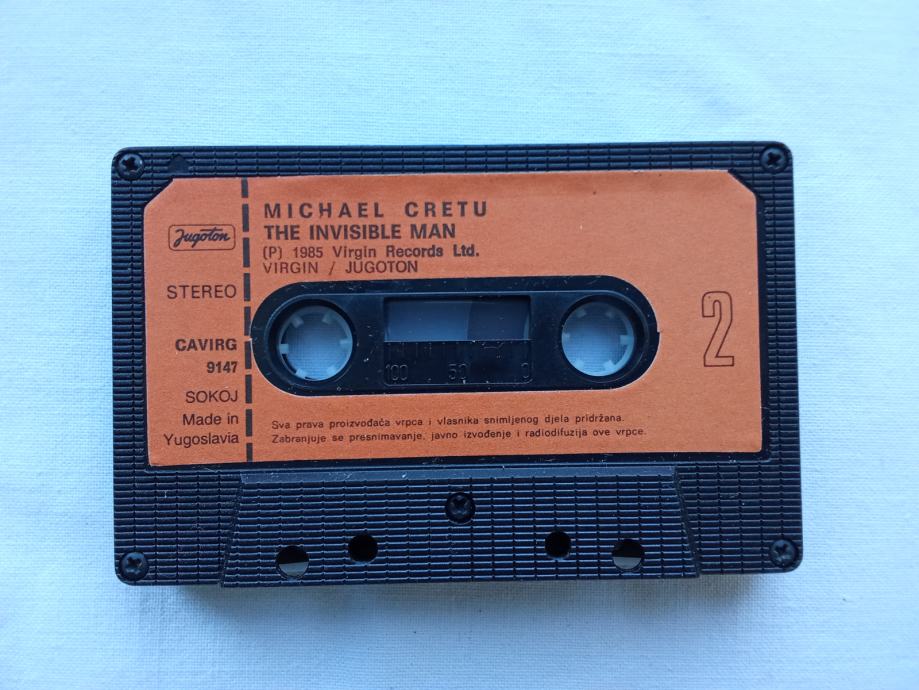 MICHAEL CRETU
THE INVISIBLE MAN
(P) 1985 Virgin Records Ltd.
VIRGIN / JUGOTON
Jugoton
STEREO
CAVIRG
9147
SOKOJ
Made in
Yugoslavia
2
100 50 0
Sva prava proizvođača vrpca i vlasnika snimljenog djela pridržana.
Zabranjuje se presnimavanje, javno izvođenje i radiodifuzija ove vrpce.